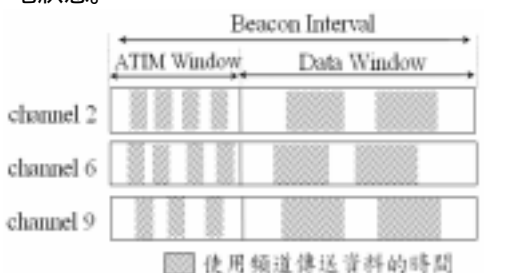 Beacon Interval
ATIM Window Data Window
channel 2
channel 6
channel 9
使用頻道傳送資料的時間